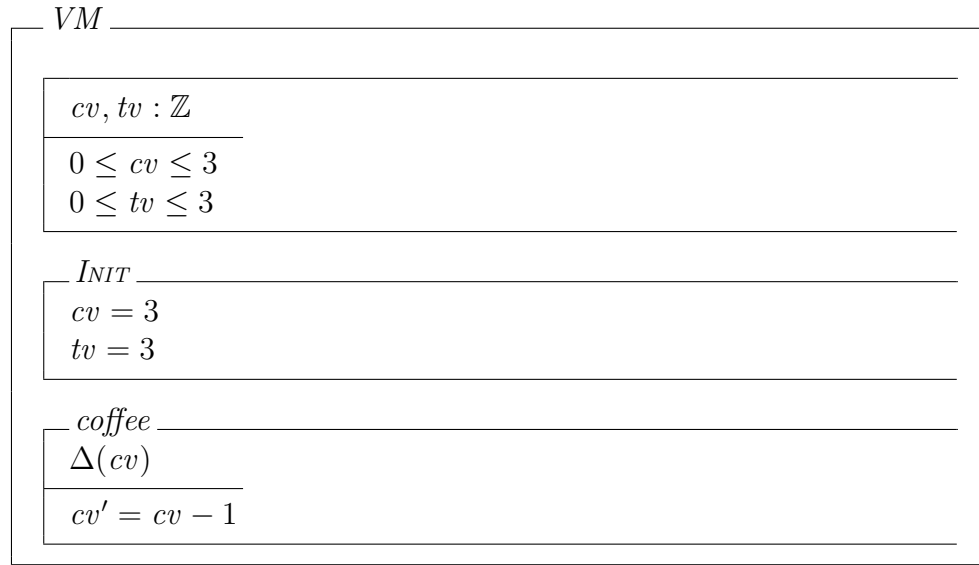 VM
cv, tv : ℤ
0 ≤ cv ≤ 3
0 ≤ tv ≤ 3
INIT
cv = 3
tv = 3
coffee
Δ(cv)
cv′ = cv − 1